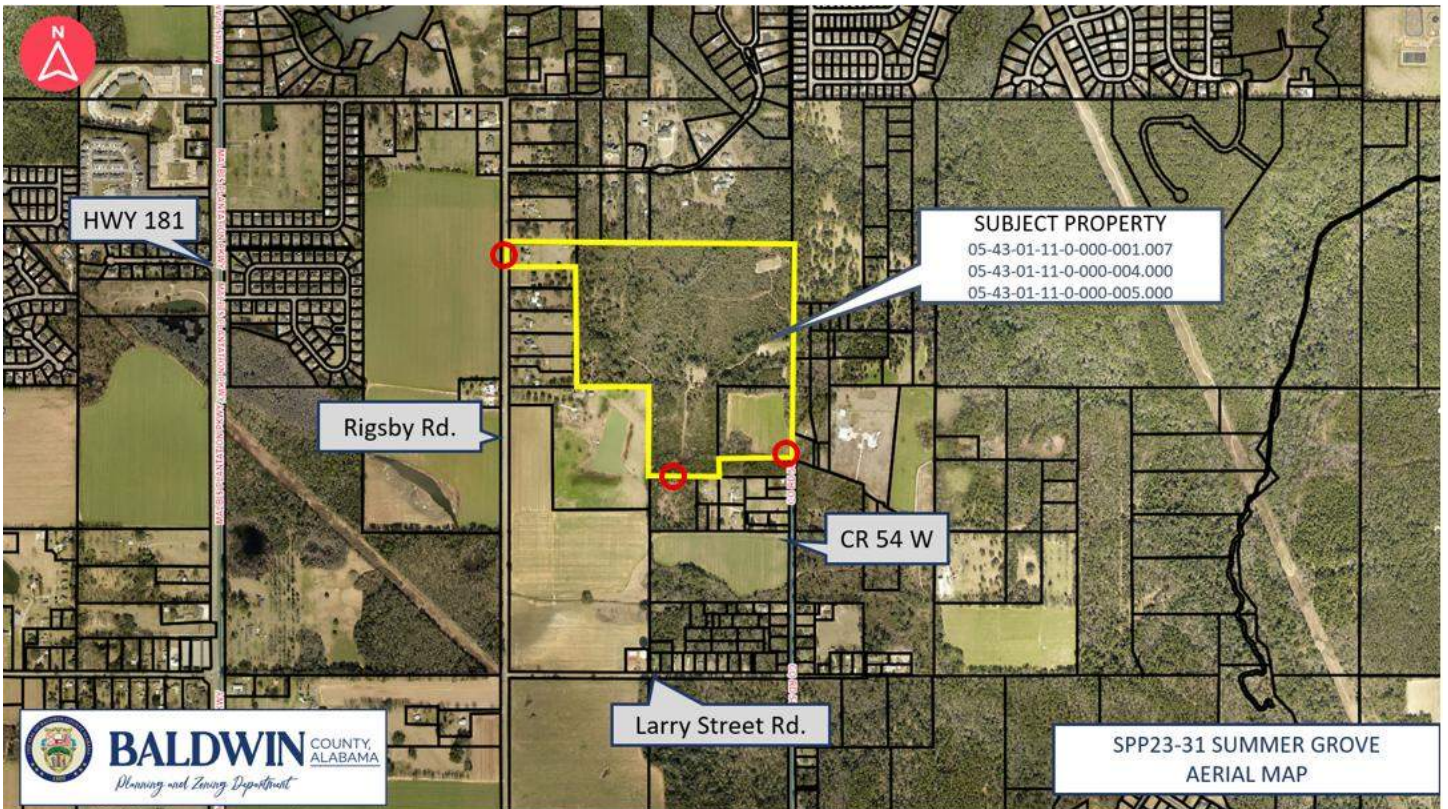 N
HWY 181
SUBJECT PROPERTY
05-43-01-11-0-000-001.007
05-43-01-11-0-000-004.000
05-43-01-11-0-000-005.000
Rigsby Rd.
CR 54 W
Larry Street Rd.
BALDWIN COUNTY, ALABAMA
Planning and Zoning Department
SPP23-31 SUMMER GROVE
AERIAL MAP